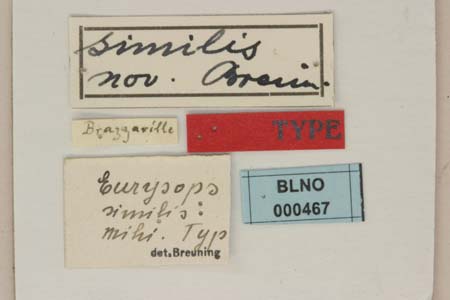 similis
nov. Breun.
Brazzaville
TYPE
Eurysops
similis:
mihi. Typ
det. Breuning
BLNO
000467